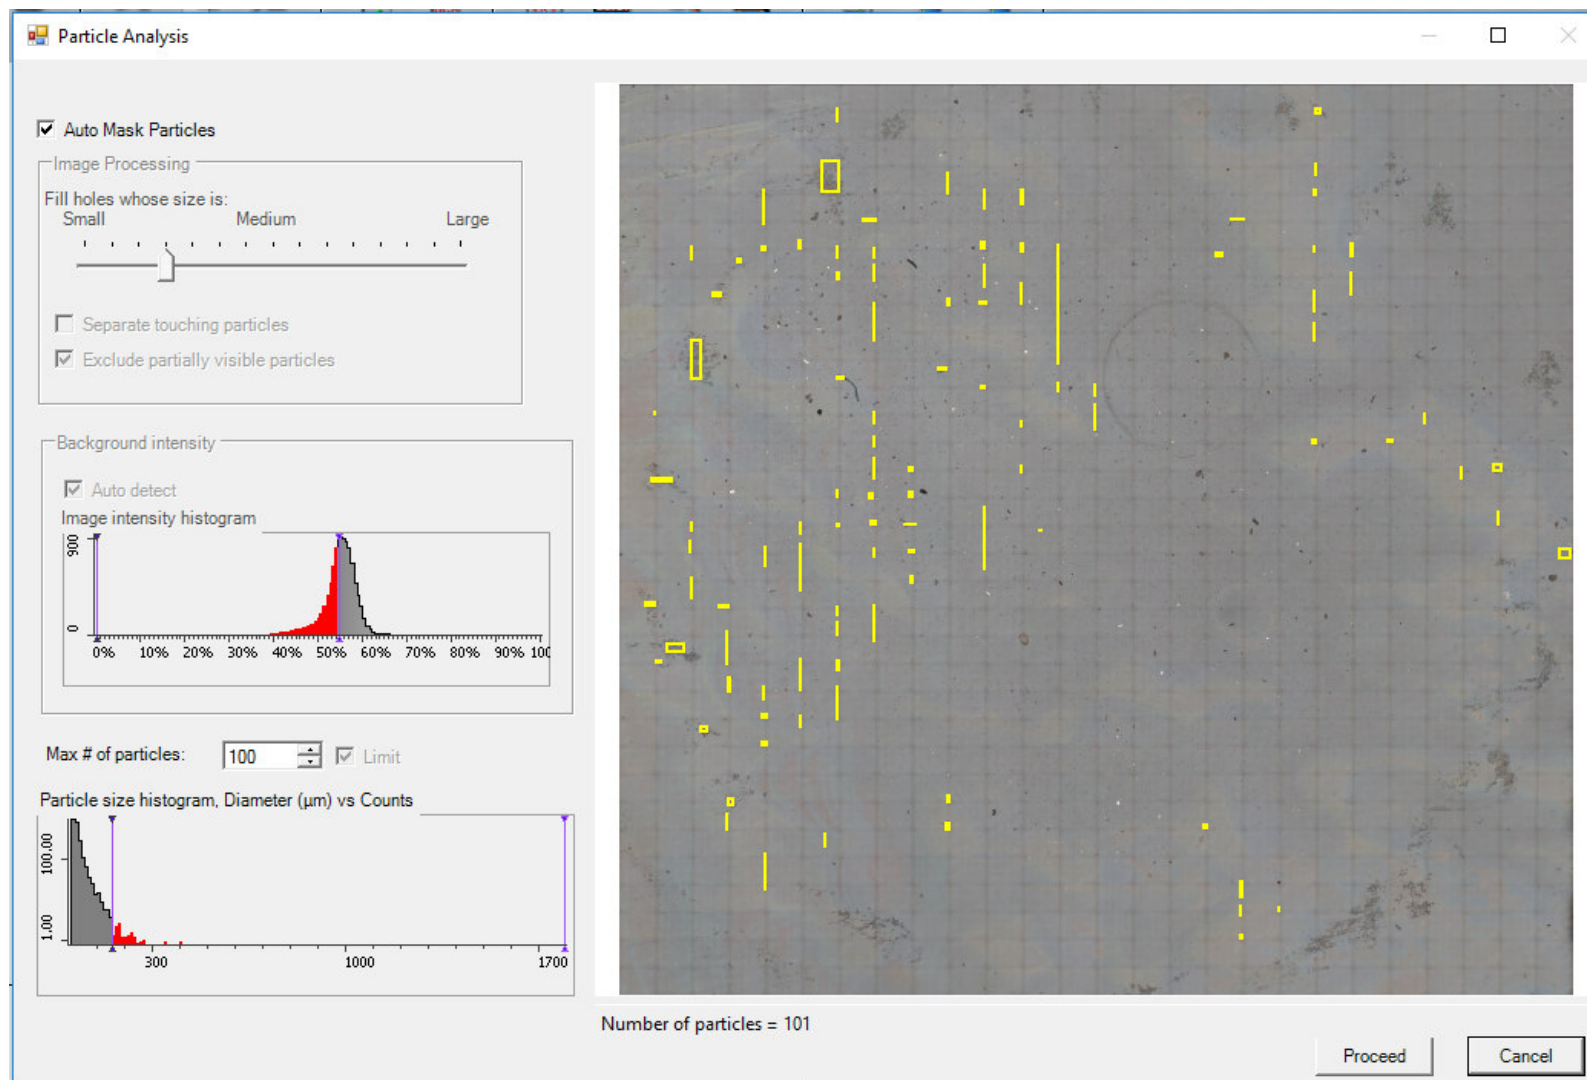 Particle Analysis
Auto Mask Particles
Image Processing
Fill holes whose size is:
Small Medium Large
Separate touching particles
Exclude partially visible particles
Background intensity
Auto detect
Image intensity histogram
900
0
0% 10% 20% 30% 40% 50% 60% 70% 80% 90% 100
Max # of particles: 100 Limit
Particle size histogram, Diameter (µm) vs Counts
100.00
1.00
300 1000 1700
Number of particles = 101
Proceed Cancel